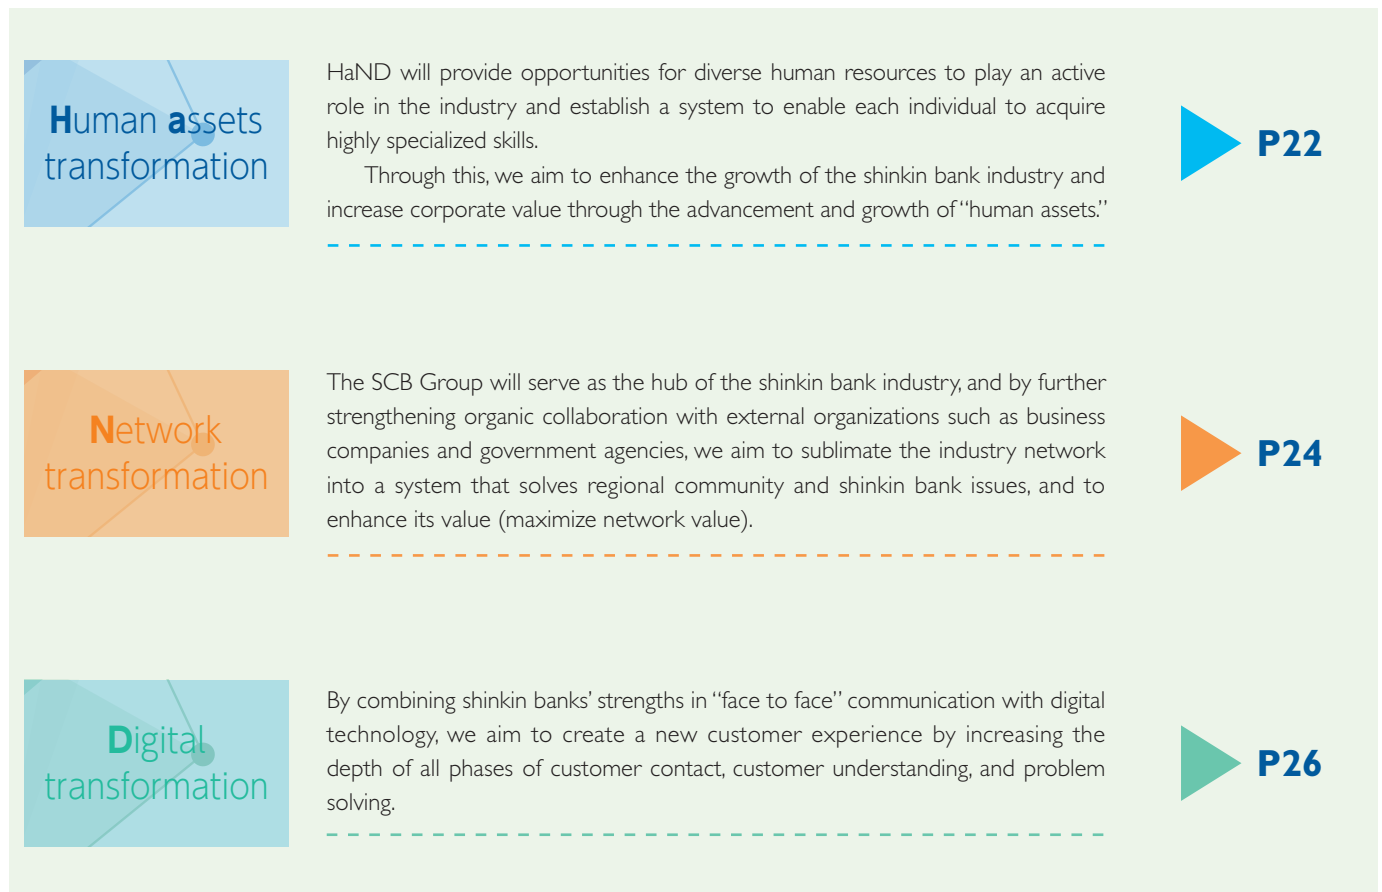 Human assets
transformation
HaND will provide opportunities for diverse human resources to play an active
role in the industry and establish a system to enable each individual to acquire
highly specialized skills.
Through this, we aim to enhance the growth of the shinkin bank industry and
increase corporate value through the advancement and growth of “human assets.”
P22
Network
transformation
The SCB Group will serve as the hub of the shinkin bank industry, and by further
strengthening organic collaboration with external organizations such as business
companies and government agencies, we aim to sublimate the industry network
into a system that solves regional community and shinkin bank issues, and to
enhance its value (maximize network value).
P24
Digital
transformation
By combining shinkin banks’ strengths in “face to face” communication with digital
technology, we aim to create a new customer experience by increasing the
depth of all phases of customer contact, customer understanding, and problem
solving.
P26